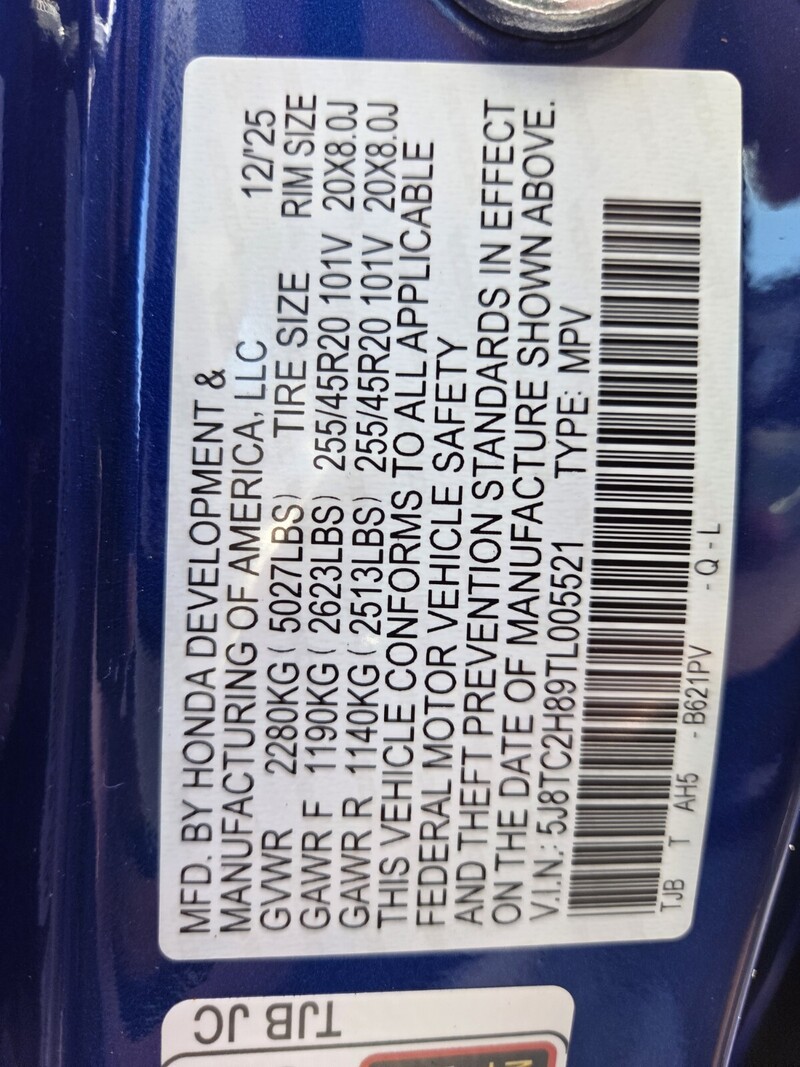 MFD. BY HONDA DEVELOPMENT &
MANUFACTURING OF AMERICA, LLC 12/'25
GVWR 2280KG ( 5027LBS) TIRE SIZE RIM SIZE
GAWR F 1190KG ( 2623LBS) 255/45R20 101V 20X8.0J
GAWR R 1140KG ( 2513LBS) 255/45R20 101V 20X8.0J
THIS VEHICLE CONFORMS TO ALL APPLICABLE
FEDERAL MOTOR VEHICLE SAFETY
AND THEFT PREVENTION STANDARDS IN EFFECT
ON THE DATE OF MANUFACTURE SHOWN ABOVE.
V.I.N.: 5J8TC2H89TL005521 TYPE: MPV
TJB T AH5 - B621PV - Q - L
TJB JC